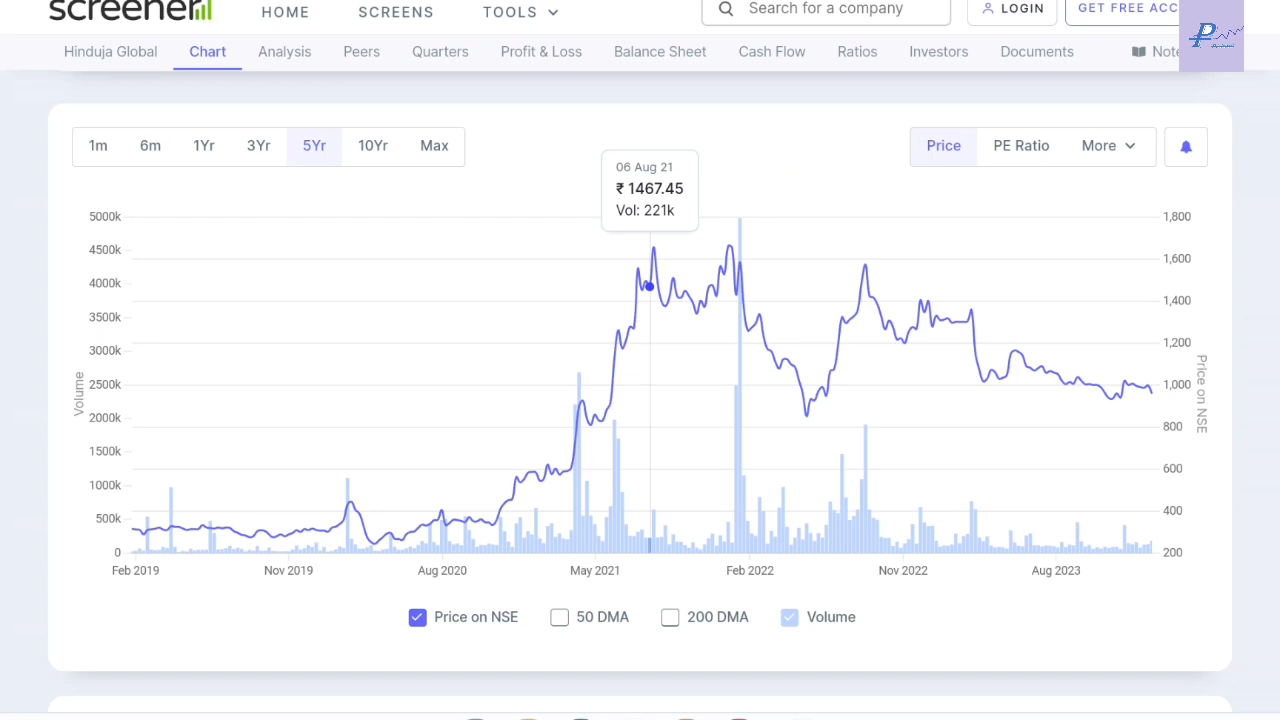 screener
HOME SCREENS TOOLS
Search for a company
LOGIN
GET FREE ACC
Hinduja Global Chart Analysis Peers Quarters Profit & Loss Balance Sheet Cash Flow Ratios Investors Documents Note
1m 6m 1Yr 3Yr 5Yr 10Yr Max
Price PE Ratio More
06 Aug 21
₹ 1467.45
Vol: 221k
5000k 1,800
4500k 1,600
4000k 1,400
3500k 1,200
3000k 1,000
2500k 800
2000k 600
1500k 400
1000k 200
500k
0
Volume
Price on NSE
Feb 2019 Nov 2019 Aug 2020 May 2021 Feb 2022 Nov 2022 Aug 2023
Price on NSE 50 DMA 200 DMA Volume